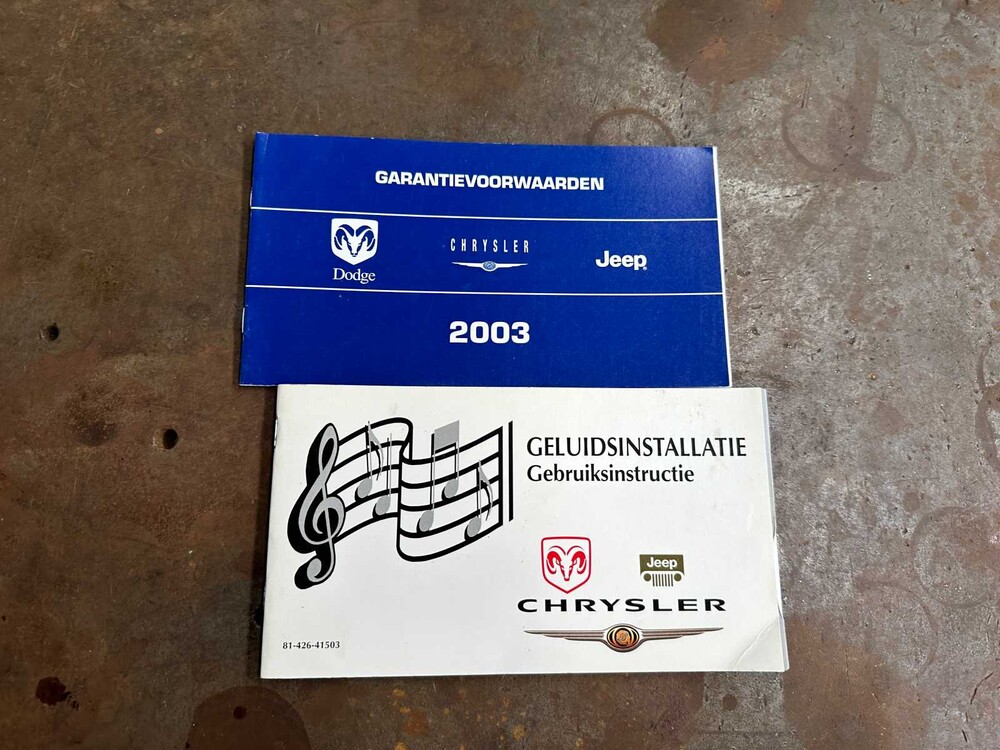 GARANTIEVOORWAARDEN
Dodge
CHRYSLER
Jeep
2003
GELUIDSINSTALLATIE
Gebruiksinstructie
Jeep
CHRYSLER
81-426-41503